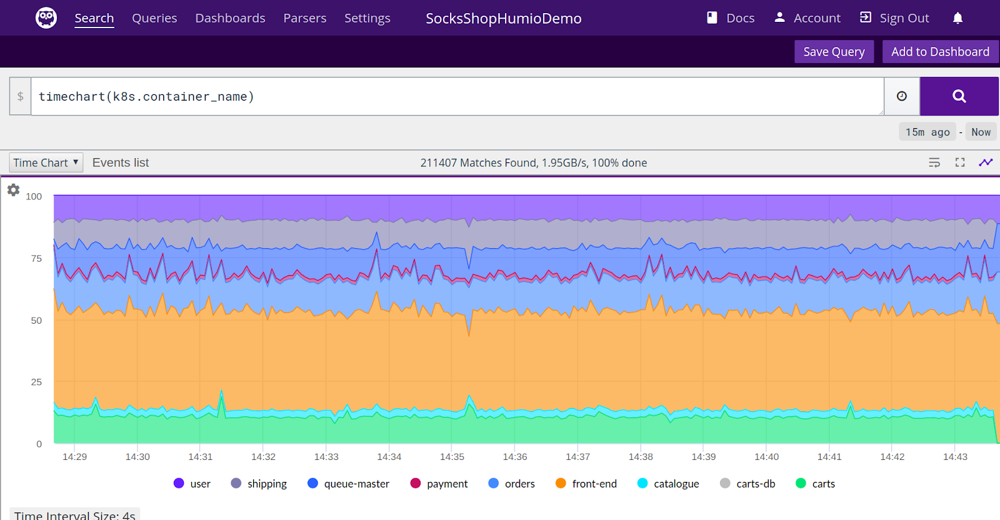 Search Queries Dashboards Parsers Settings SocksShopHumioDemo Docs Account Sign Out
Save Query Add to Dashboard
$ timechart(k8s.container_name)
15m ago - Now
Time Chart Events list 211407 Matches Found, 1.95GB/s, 100% done
100
75
50
25
0
14:29 14:30 14:31 14:32 14:33 14:34 14:35 14:36 14:37 14:38 14:39 14:40 14:41 14:42 14:43
user shipping queue-master payment orders front-end catalogue carts-db carts
Time Interval Size: 4s